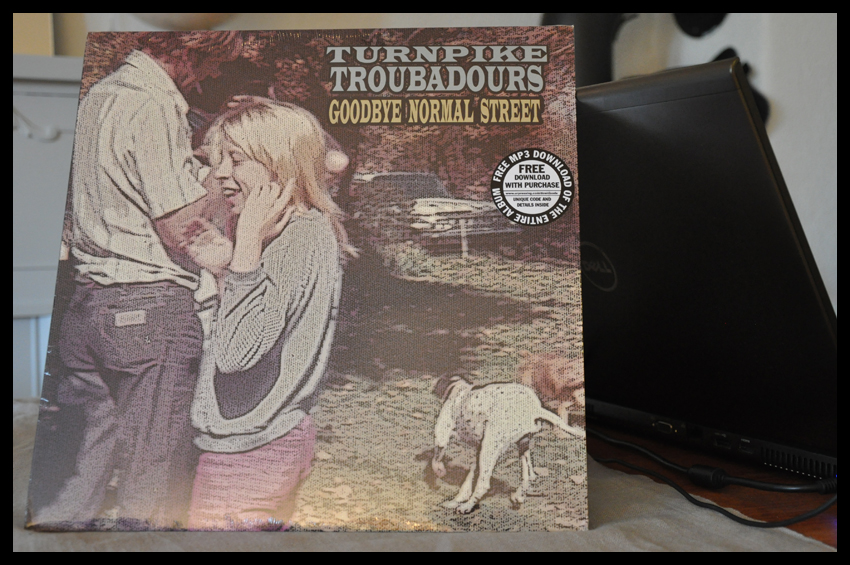 TURNPIKE
TROUBADOURS
GOODBYE NORMAL STREET
FREE MP3 DOWNLOAD OF THE ENTIRE ALBUM
FREE
DOWNLOAD
WITH PURCHASE
UNIQUE CODE AND
DETAILS INSIDE
DELL